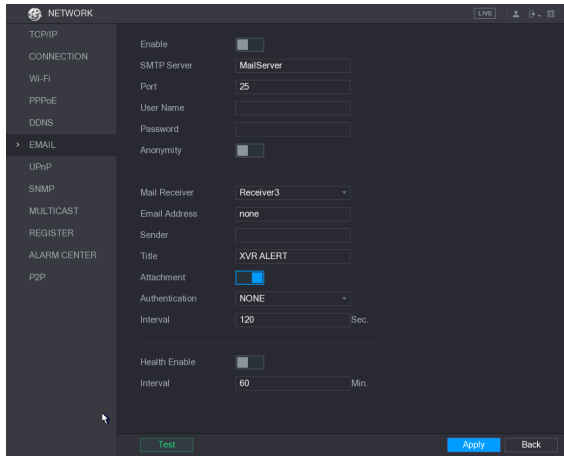 NETWORK
LIVE
TCP/IP
CONNECTION
Wi-Fi
PPPoE
DDNS
EMAIL
UPnP
SNMP
MULTICAST
REGISTER
ALARM CENTER
P2P
Enable
SMTP Server MailServer
Port 25
User Name
Password
Anonymity
Mail Receiver Receiver3
Email Address none
Sender
Title XVR ALERT
Attachment
Authentication NONE
Interval 120 Sec.
Health Enable
Interval 60 Min.
Test Apply Back